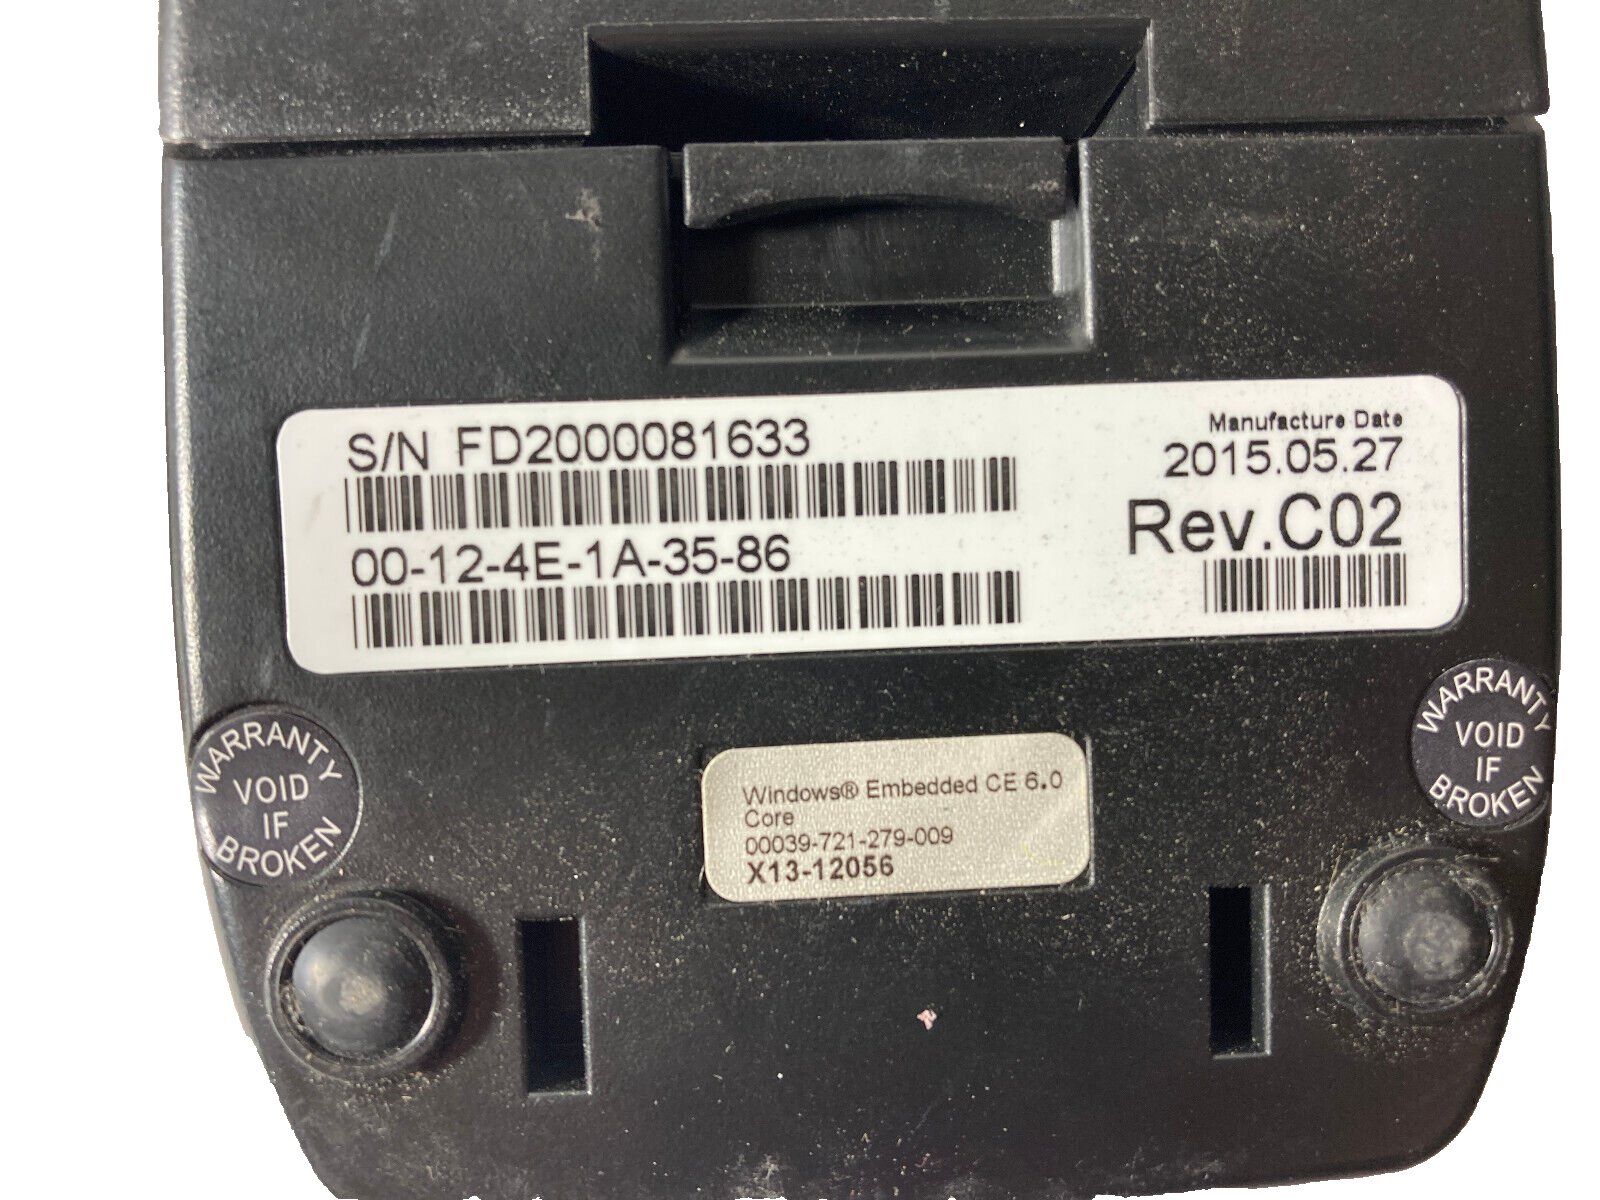 S/N FD2000081633
Manufacture Date
2015.05.27
00-12-4E-1A-35-86
Rev.C02
WARRANTY
VOID
IF
BROKEN
Windows® Embedded CE 6.0
Core
00039-721-279-009
X13-12056
WARRANTY
VOID
IF
BROKEN